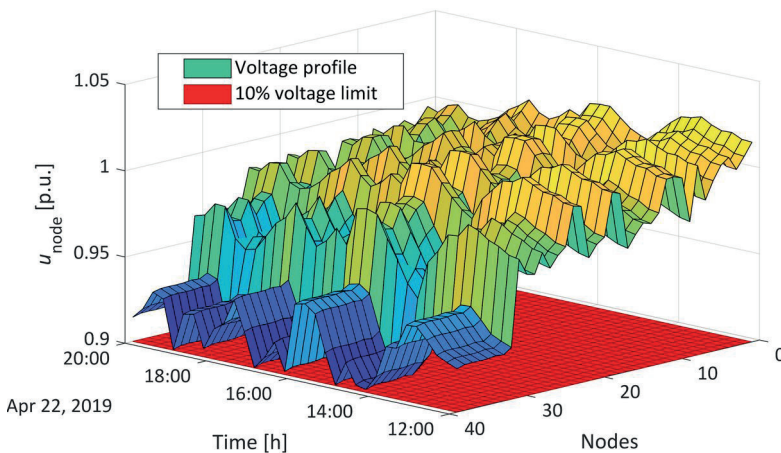 1.05
Voltage profile
10% voltage limit
1
u_node [p.u.]
0.95
0.9
20:00
18:00
16:00
14:00
12:00
0
10
20
30
40
Apr 22, 2019
Time [h]
Nodes